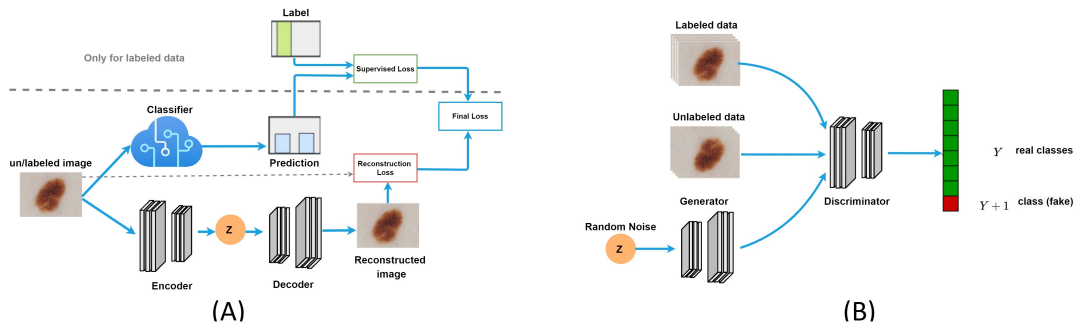 Label
Only for labeled data
Supervised Loss
Classifier
Final Loss
Prediction
un/labeled image
Reconstruction
Loss
Z
Encoder
Decoder
Reconstructed
image
(A)
Labeled data
Unlabeled data
Generator
Discriminator
Random Noise
Z
Y real classes
Y + 1 class (fake)
(B)